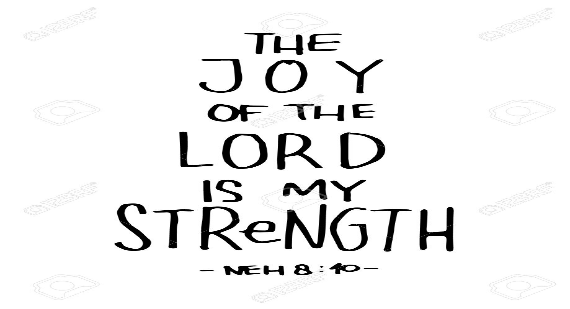 THE
JOY
OF THE
LORD
IS MY
STReNGTH
- NEH 8:10 -